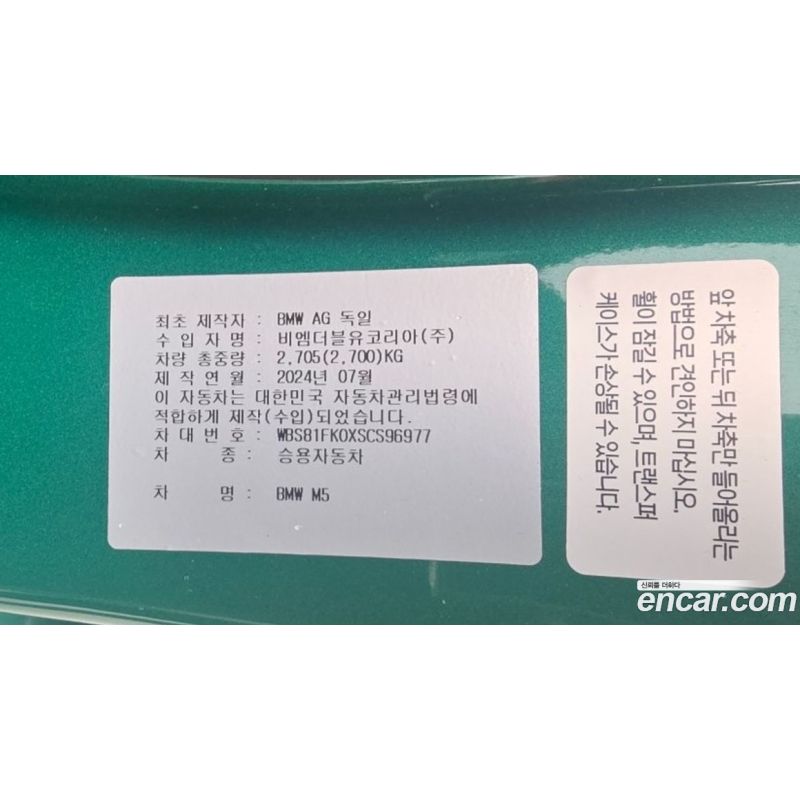 최초 제작자 : BMW AG 독일
수 입 자 명 : 비엠더블유코리아(주)
차량 총중량 : 2,705(2,700)KG
제 작 연 월 : 2024년 07월
이 자동차는 대한민국 자동차관리법령에
적합하게 제작(수입)되었습니다.
차 대 번 호 : WBS81FK0XSCS96977
차 종 : 승용자동차
차 명 : BMW M5
앞 차축 또는 뒤 차축만 들어올리는
방법으로 견인하지 마십시오.
휠이 잠길 수 있으며, 트랜스퍼
케이스가 손상될 수 있습니다.
신뢰를 더하다
encar.com